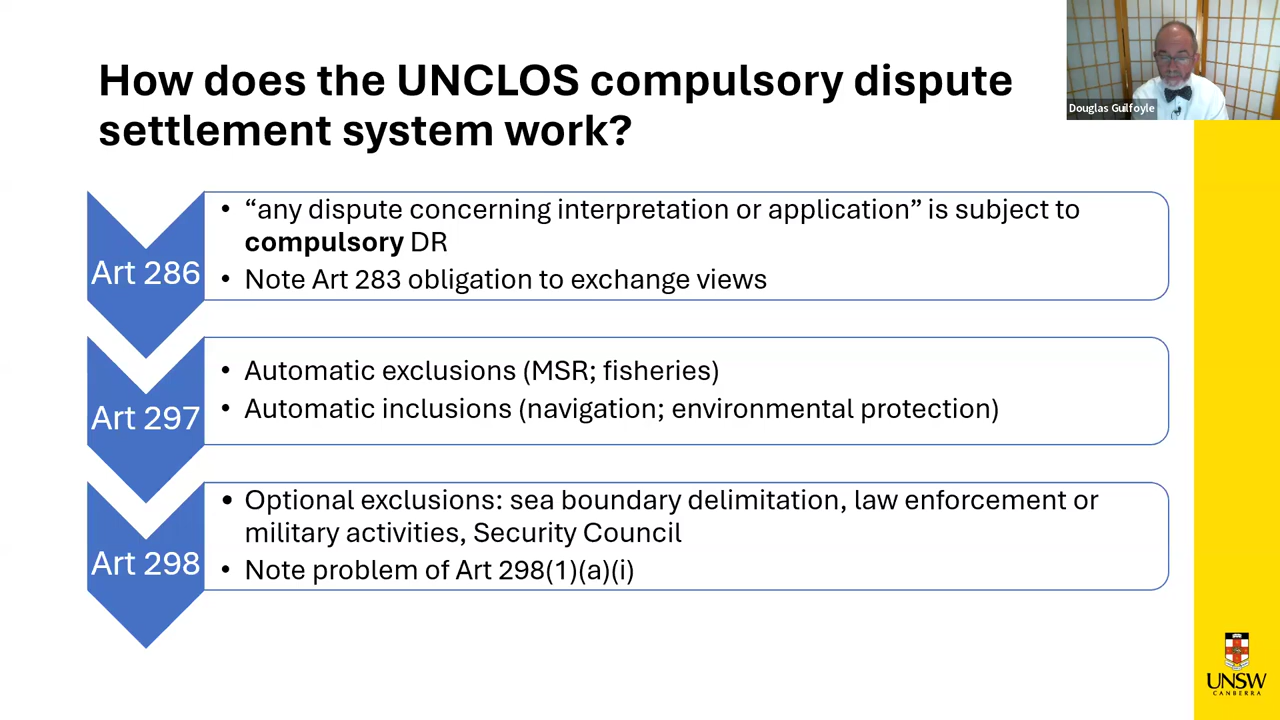 How does the UNCLOS compulsory dispute
settlement system work?
Douglas Guilfoyle
Art 286
• “any dispute concerning interpretation or application” is subject to
compulsory DR
• Note Art 283 obligation to exchange views
Art 297
• Automatic exclusions (MSR; fisheries)
• Automatic inclusions (navigation; environmental protection)
Art 298
• Optional exclusions: sea boundary delimitation, law enforcement or
military activities, Security Council
• Note problem of Art 298(1)(a)(i)
UNSW
CANBERRA